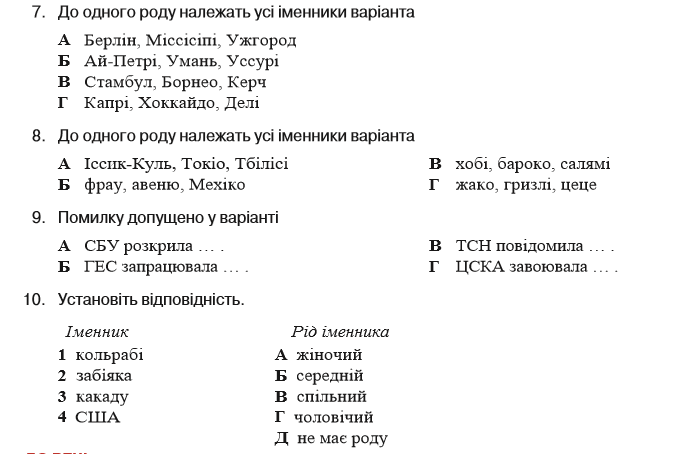 7. До одного роду належать усі іменники варіанта
А Берлін, Міссісіпі, Ужгород
Б Ай-Петрі, Умань, Уссурі
В Стамбул, Борнео, Керч
Г Капрі, Хоккайдо, Делі
8. До одного роду належать усі іменники варіанта
А Іссик-Куль, Токіо, Тбілісі
Б фрау, авеню, Мехіко
В хобі, бароко, салямі
Г жако, гризлі, цеце
9. Помилку допущено у варіанті
А СБУ розкрила ... .
Б ГЕС запрацювала ... .
В ТСН повідомила ... .
Г ЦСКА завоювала ... .
10. Установіть відповідність.
Іменник
1 кольрабі
2 забіяка
3 какаду
4 США
Рід іменника
А жіночий
Б середній
В спільний
Г чоловічий
Д не має роду